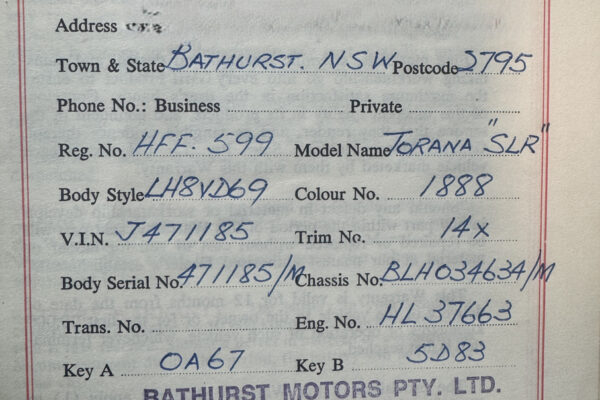 Address
Town & State BATHURST. NSW Postcode 2795
Phone No.: Business Private
Reg. No. HFF. 599 Model Name TORANA "SLR"
Body Style LH8VD69 Colour No. 1888
V.I.N. J471185 Trim No. 14X
Body Serial No. 471185/M Chassis No. BLH034634/M
Trans. No. Eng. No. HL 37663
Key A OA67 Key B 5D83
BATHURST MOTORS PTY. LTD.